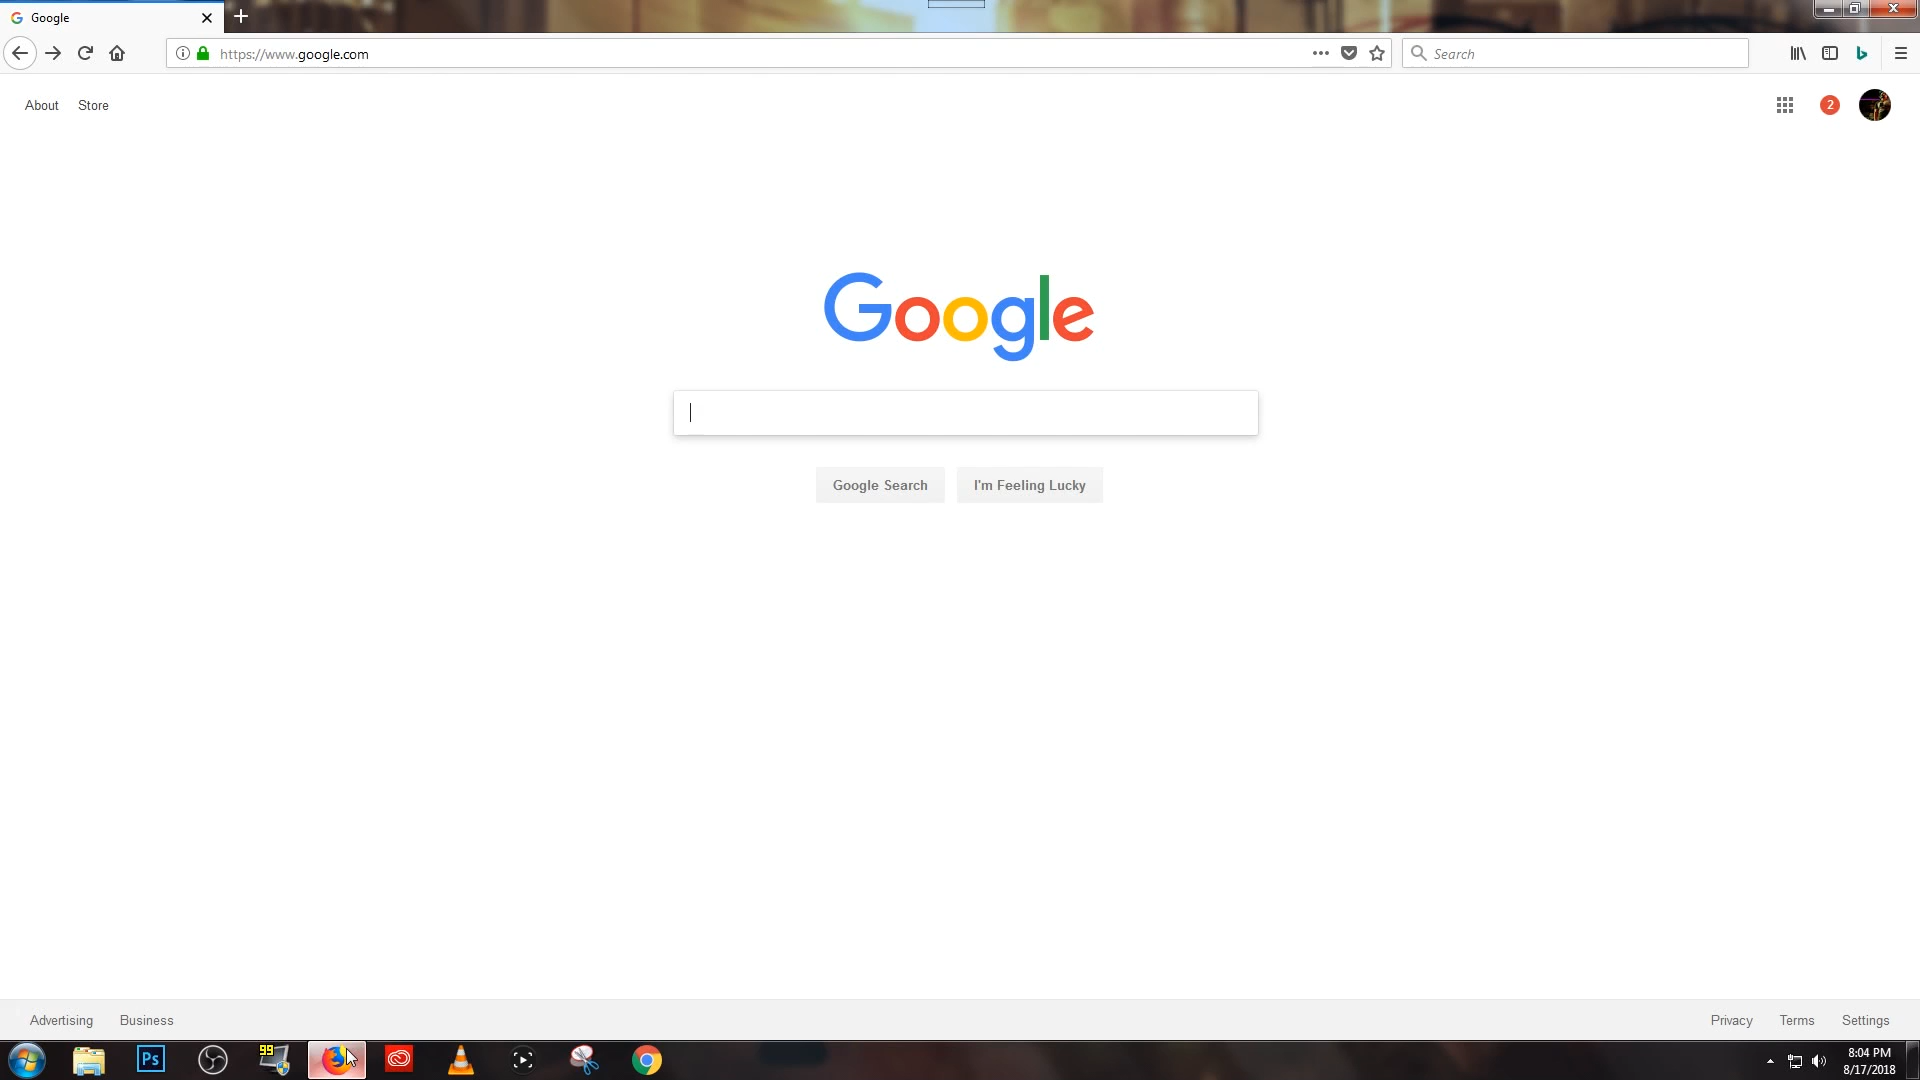 Google
https://www.google.com
Search
About Store
2
Google
Google Search I'm Feeling Lucky
Advertising Business
Privacy Terms Settings
99
Ps
8:04 PM
8/17/2018